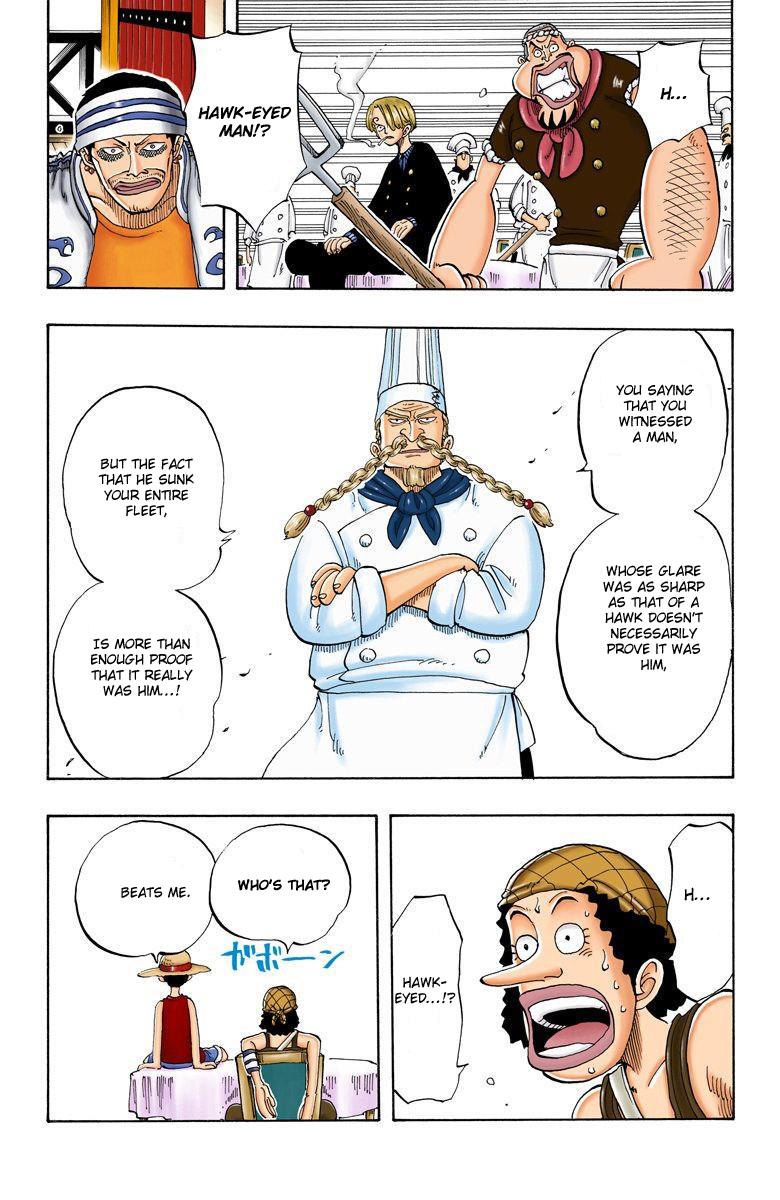 H...
HAWK-EYED
MAN!?
YOU SAYING
THAT YOU
WITNESSED
A MAN,
WHOSE GLARE
WAS AS SHARP
AS THAT OF A
HAWK DOESN'T
NECESSARILY
PROVE IT WAS
HIM,
BUT THE FACT
THAT HE SUNK
YOUR ENTIRE
FLEET,
IS MORE THAN
ENOUGH PROOF
THAT IT REALLY
WAS HIM...!
H...
HAWK-
EYED...!?
WHO'S THAT?
BEATS ME.
ガボーン